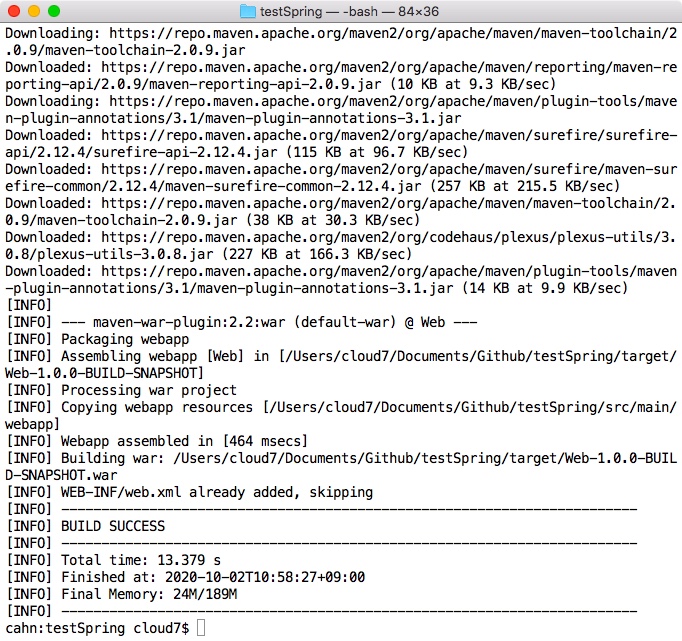 testSpring — -bash — 84×36
Downloading: https://repo.maven.apache.org/maven2/org/apache/maven/maven-toolchain/2
.0.9/maven-toolchain-2.0.9.jar
Downloaded: https://repo.maven.apache.org/maven2/org/apache/maven/reporting/maven-re
porting-api/2.0.9/maven-reporting-api-2.0.9.jar (10 KB at 9.3 KB/sec)
Downloading: https://repo.maven.apache.org/maven2/org/apache/maven/plugin-tools/mave
n-plugin-annotations/3.1/maven-plugin-annotations-3.1.jar
Downloaded: https://repo.maven.apache.org/maven2/org/apache/maven/surefire/surefire-
api/2.12.4/surefire-api-2.12.4.jar (115 KB at 96.7 KB/sec)
Downloaded: https://repo.maven.apache.org/maven2/org/apache/maven/surefire/maven-sur
efire-common/2.12.4/maven-surefire-common-2.12.4.jar (257 KB at 215.5 KB/sec)
Downloaded: https://repo.maven.apache.org/maven2/org/apache/maven/maven-toolchain/2.
0.9/maven-toolchain-2.0.9.jar (38 KB at 30.3 KB/sec)
Downloaded: https://repo.maven.apache.org/maven2/org/codehaus/plexus/plexus-utils/3.
0.8/plexus-utils-3.0.8.jar (227 KB at 166.3 KB/sec)
Downloaded: https://repo.maven.apache.org/maven2/org/apache/maven/plugin-tools/maven
-plugin-annotations/3.1/maven-plugin-annotations-3.1.jar (14 KB at 9.9 KB/sec)
[INFO]
[INFO] --- maven-war-plugin:2.2:war (default-war) @ Web ---
[INFO] Packaging webapp
[INFO] Assembling webapp [Web] in [/Users/cloud7/Documents/Github/testSpring/target/
Web-1.0.0-BUILD-SNAPSHOT]
[INFO] Processing war project
[INFO] Copying webapp resources [/Users/cloud7/Documents/Github/testSpring/src/main/
webapp]
[INFO] Webapp assembled in [464 msecs]
[INFO] Building war: /Users/cloud7/Documents/Github/testSpring/target/Web-1.0.0-BUIL
D-SNAPSHOT.war
[INFO] WEB-INF/web.xml already added, skipping
[INFO] ------------------------------------------------------------------------
[INFO] BUILD SUCCESS
[INFO] ------------------------------------------------------------------------
[INFO] Total time: 13.379 s
[INFO] Finished at: 2020-10-02T10:58:27+09:00
[INFO] Final Memory: 24M/189M
[INFO] ------------------------------------------------------------------------
cahn:testSpring cloud7$